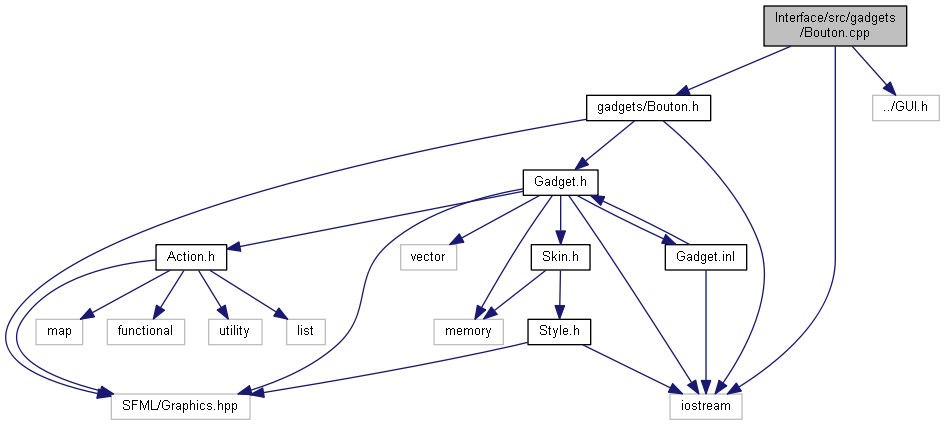 Interface/src/gadgets
/Bouton.cpp
gadgets/Bouton.h
../GUI.h
Gadget.h
Action.h
vector
Skin.h
Gadget.inl
map
functional
utility
list
memory
Style.h
SFML/Graphics.hpp
iostream